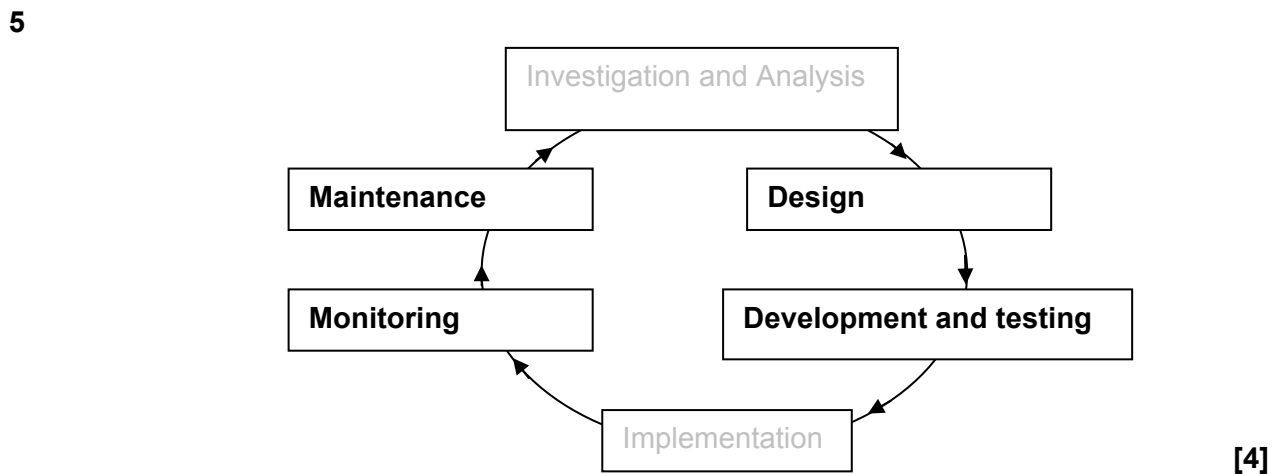 5
Investigation and Analysis
Maintenance
Design
Monitoring
Development and testing
Implementation
[4]